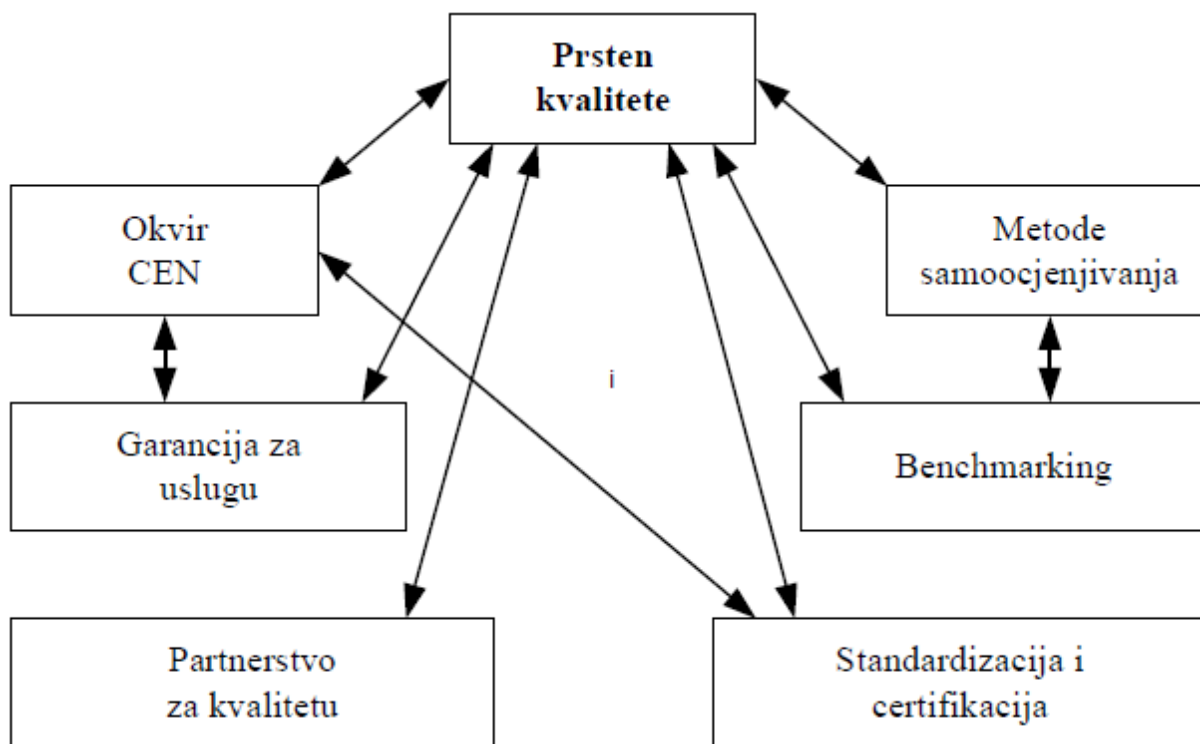 Prsten
kvalitete
Okvir
CEN
Metode
samoocjenjivanja
i
Garancija za
uslugu
Benchmarking
Partnerstvo
za kvalitetu
Standardizacija i
certifikacija